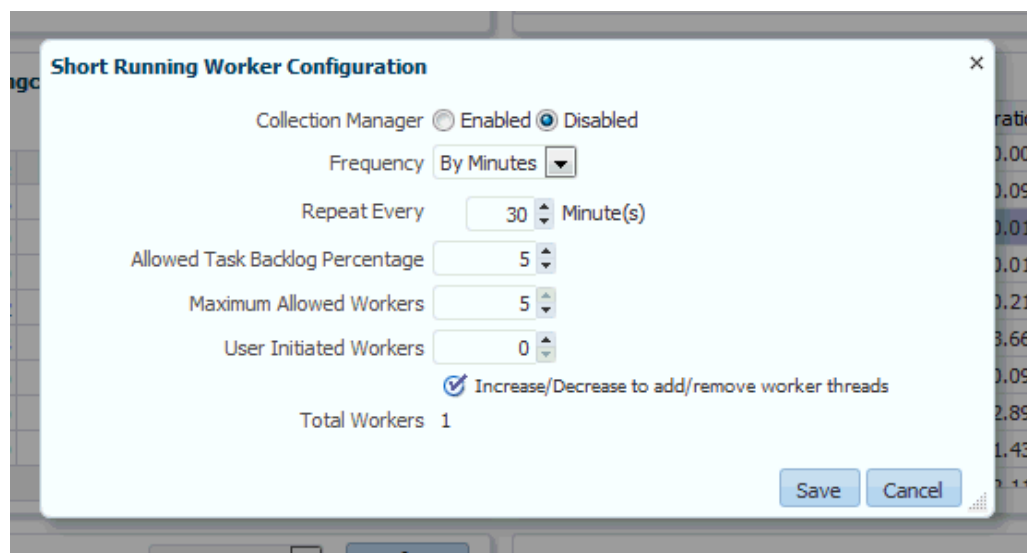 Short Running Worker Configuration
ngc
Collection Manager Enabled Disabled
Frequency By Minutes
Repeat Every 30 Minute(s)
Allowed Task Backlog Percentage 5
Maximum Allowed Workers 5
User Initiated Workers 0
Increase/Decrease to add/remove worker threads
Total Workers 1
Save Cancel